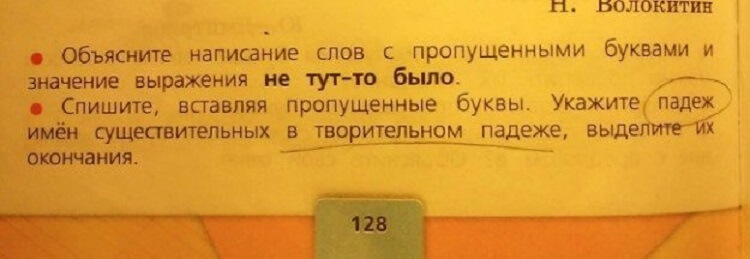 Н. Волокитин
• Объясните написание слов с пропущенными буквами и
значение выражения не тут-то было.
• Спишите, вставляя пропущенные буквы. Укажите падеж
имён существительных в творительном падеже, выделите их
окончания.
128